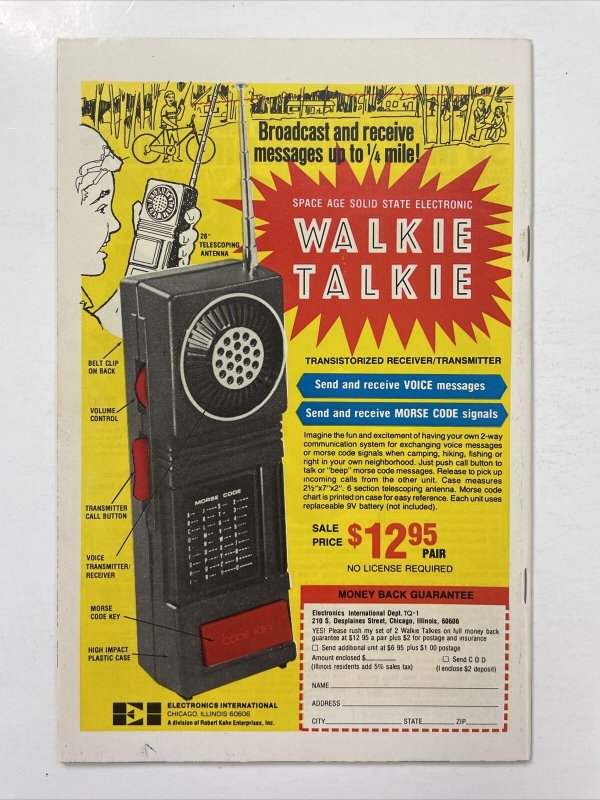 Broadcast and receive
messages up to 1/4 mile!
SPACE AGE SOLID STATE ELECTRONIC
WALKIE
TALKIE
28"
TELESCOPING
ANTENNA
TRANSISTORIZED RECEIVER/TRANSMITTER
Send and receive VOICE messages
Send and receive MORSE CODE signals
BELT CLIP
ON BACK
VOLUME
CONTROL
TRANSMITTER
CALL BUTTON
VOICE
TRANSMITTER/
RECEIVER
MORSE
CODE KEY
HIGH IMPACT
PLASTIC CASE
MORSE CODE
CODE KEY
Imagine the fun and excitement of having your own 2-way
communication system for exchanging voice messages
or morse code messages when camping, hiking, fishing or
right in your own neighborhood. Just push call button to
talk or "beep" morse code messages. Release to pick up
incoming calls from the other unit. Case measures
2½"x7"x2". 6 section telescoping antenna. Morse code
chart is printed on case for easy reference. Each unit uses
replaceable 9V battery (not included).
SALE
PRICE $12.95
PAIR
NO LICENSE REQUIRED
MONEY BACK GUARANTEE
Electronics International Dept. TQ-1
210 S. Desplaines Street, Chicago, Illinois, 60606
YES! Please rush my set of 2 Walkie Talkies on full money back
guarantee at $12.95 a pair plus $2 for postage and insurance
Send additional unit at $6.95 plus $1.00 postage
Amount enclosed $
Send C O D
(Illinois residents add 5% sales tax)
(I enclose $2 deposit)
NAME
ADDRESS
CITY STATE ZIP
EI
ELECTRONICS INTERNATIONAL
CHICAGO, ILLINOIS 60606
A division of Robert Kahn Enterprises, Inc.